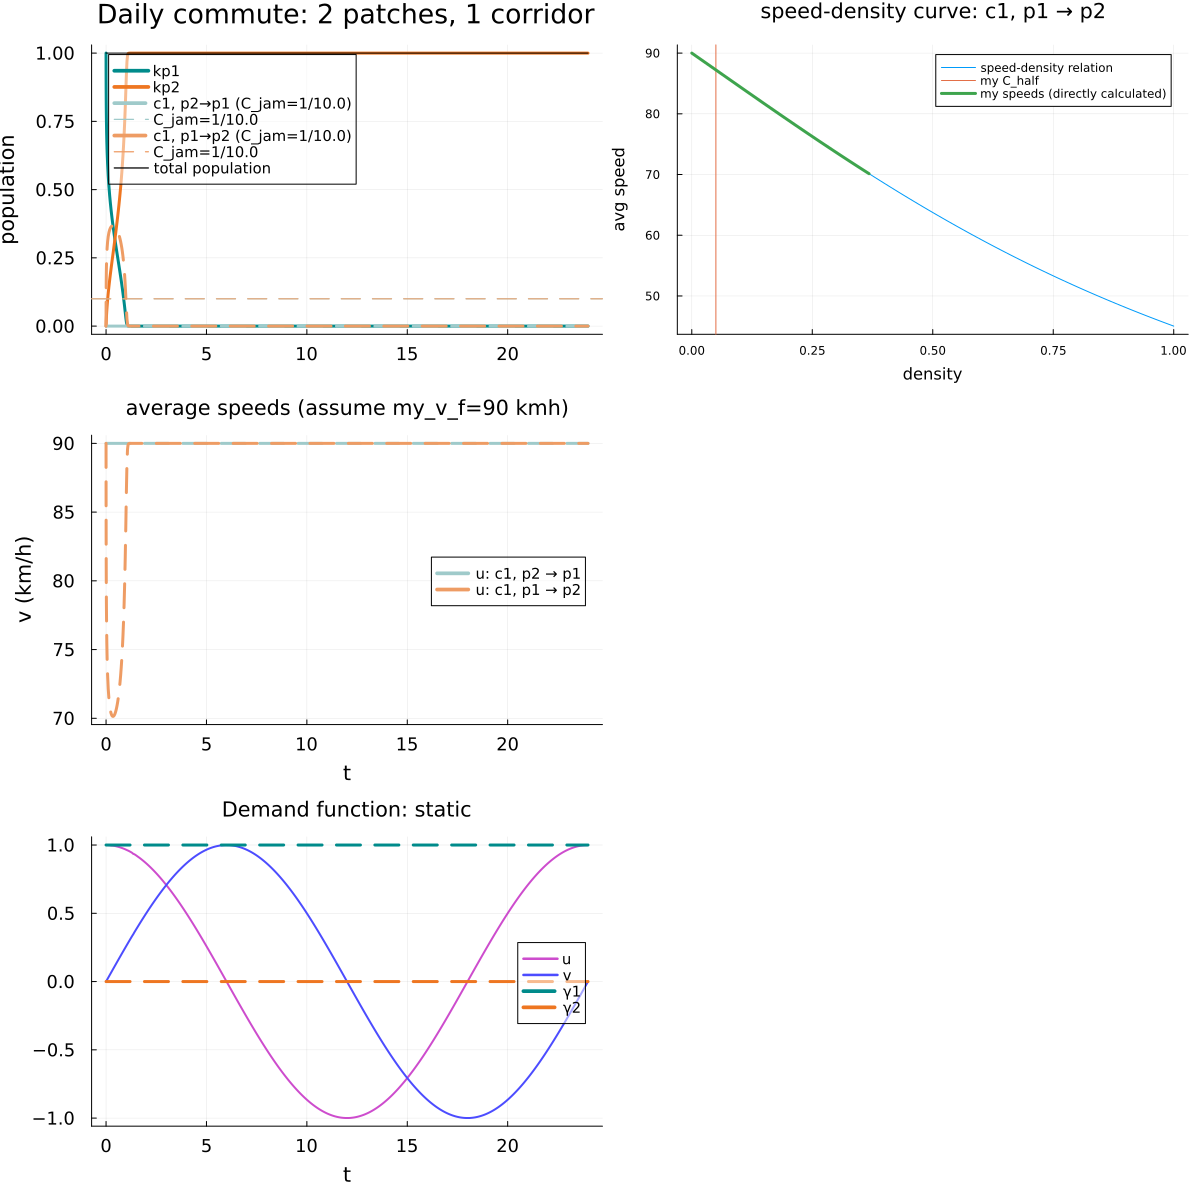 Daily commute: 2 patches, 1 corridor
population
1.00
0.75
0.50
0.25
0.00
kp1
kp2
c1, p2→p1 (C_jam=1/10.0)
C_jam=1/10.0
c1, p1→p2 (C_jam=1/10.0)
C_jam=1/10.0
total population
0 5 10 15 20
speed-density curve: c1, p1 → p2
avg speed
90
80
70
60
50
speed-density relation
my C_half
my speeds (directly calculated)
0.00 0.25 0.50 0.75 1.00
density
average speeds (assume my_v_f=90 kmh)
v (km/h)
90
85
80
75
70
u: c1, p2 → p1
u: c1, p1 → p2
0 5 10 15 20
t
Demand function: static
1.0
0.5
0.0
−0.5
−1.0
u
v
γ1
γ2
0 5 10 15 20
t